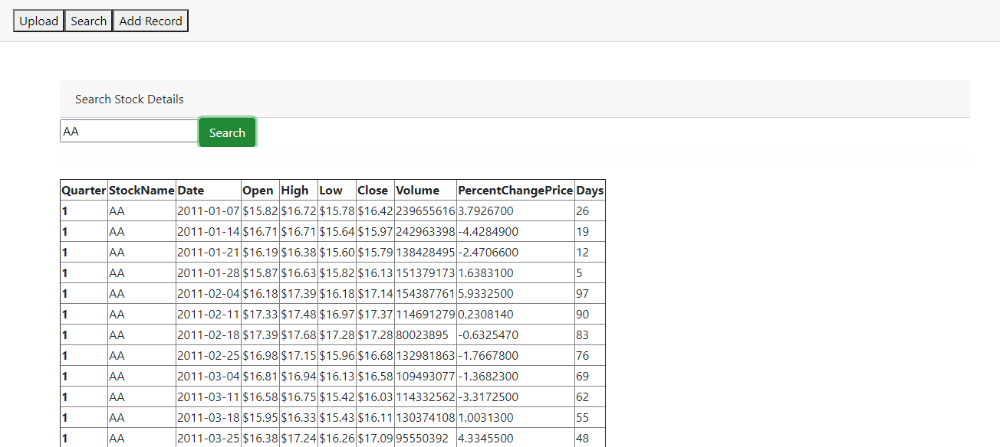 Upload Search Add Record
Search Stock Details
AA Search
Quarter StockName Date Open High Low Close Volume PercentChangePrice Days
1 AA 2011-01-07 $15.82 $16.72 $15.78 $16.42 239655616 3.7926700 26
1 AA 2011-01-14 $16.71 $16.71 $15.64 $15.97 242963398 -4.4284900 19
1 AA 2011-01-21 $16.19 $16.38 $15.60 $15.79 138428495 -2.4706600 12
1 AA 2011-01-28 $15.87 $16.63 $15.82 $16.13 151379173 1.6383100 5
1 AA 2011-02-04 $16.18 $17.39 $16.18 $17.14 154387761 5.9332500 97
1 AA 2011-02-11 $17.33 $17.48 $16.97 $17.37 114691279 0.2308140 90
1 AA 2011-02-18 $17.39 $17.68 $17.28 $17.28 80023895 -0.6325470 83
1 AA 2011-02-25 $16.98 $17.15 $15.96 $16.68 132981863 -1.7667800 76
1 AA 2011-03-04 $16.81 $16.94 $16.13 $16.58 109493077 -1.3682300 69
1 AA 2011-03-11 $16.58 $16.75 $15.42 $16.03 114332562 -3.3172500 62
1 AA 2011-03-18 $15.95 $16.33 $15.43 $16.11 130374108 1.0031300 55
1 AA 2011-03-25 $16.38 $17.24 $16.26 $17.09 95550392 4.3345500 48